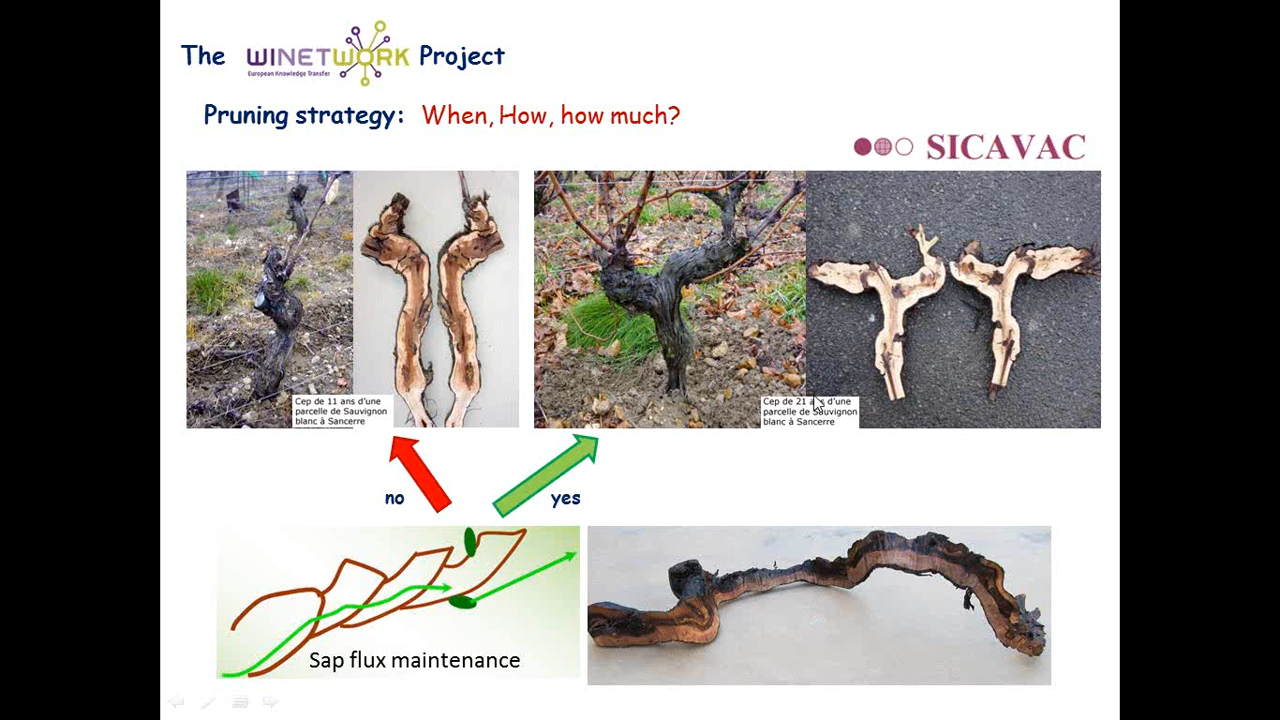 The WINETWORK Project
European Knowledge Transfer
Pruning strategy: When, How, how much?
SICAVAC
Cep de 11 ans d'une
parcelle de Sauvignon
blanc à Sancerre
Cep de 21 ans d'une
parcelle de Sauvignon
blanc à Sancerre
no
yes
Sap flux maintenance